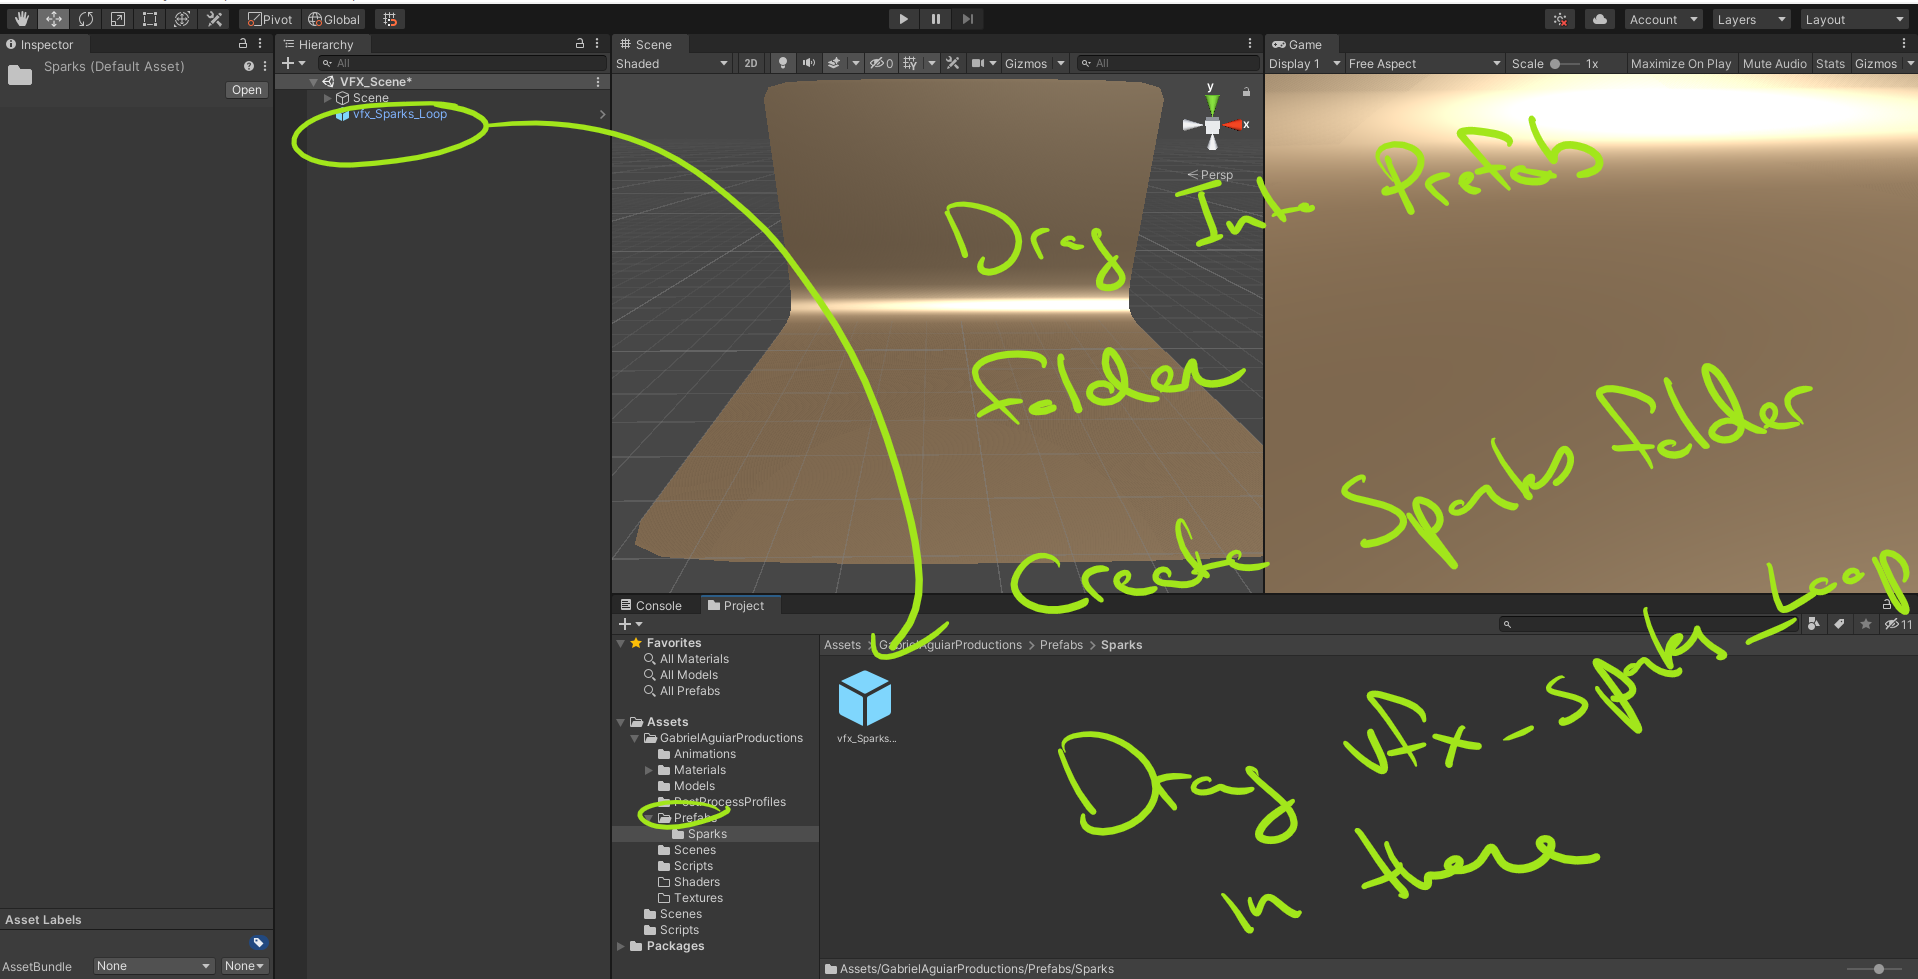 Pivot Global Account Layers Layout
Inspector
Sparks (Default Asset)
Open
Asset Labels
AssetBundle None None
Hierarchy
All
VFX_Scene*
Scene
vfx_Sparks_Loop
Scene
Shaded 2D 0 Gizmos All
y
x
Persp
Game
Display 1 Free Aspect Scale 1x Maximize On Play Mute Audio Stats Gizmos
Drag Into Prefab
Folder
Create Sparks Folder
Drag vfx_Sparks_Loop
in there
Console Project
11
Favorites
All Materials
All Models
All Prefabs
Assets
GabrielAguiarProductions
Animations
Materials
Models
PostProcessProfiles
Prefabs
Sparks
Scenes
Scripts
Shaders
Textures
Scenes
Scripts
Packages
Assets > GabrielAguiarProductions > Prefabs > Sparks
vfx_Sparks...
Assets/GabrielAguiarProductions/Prefabs/Sparks